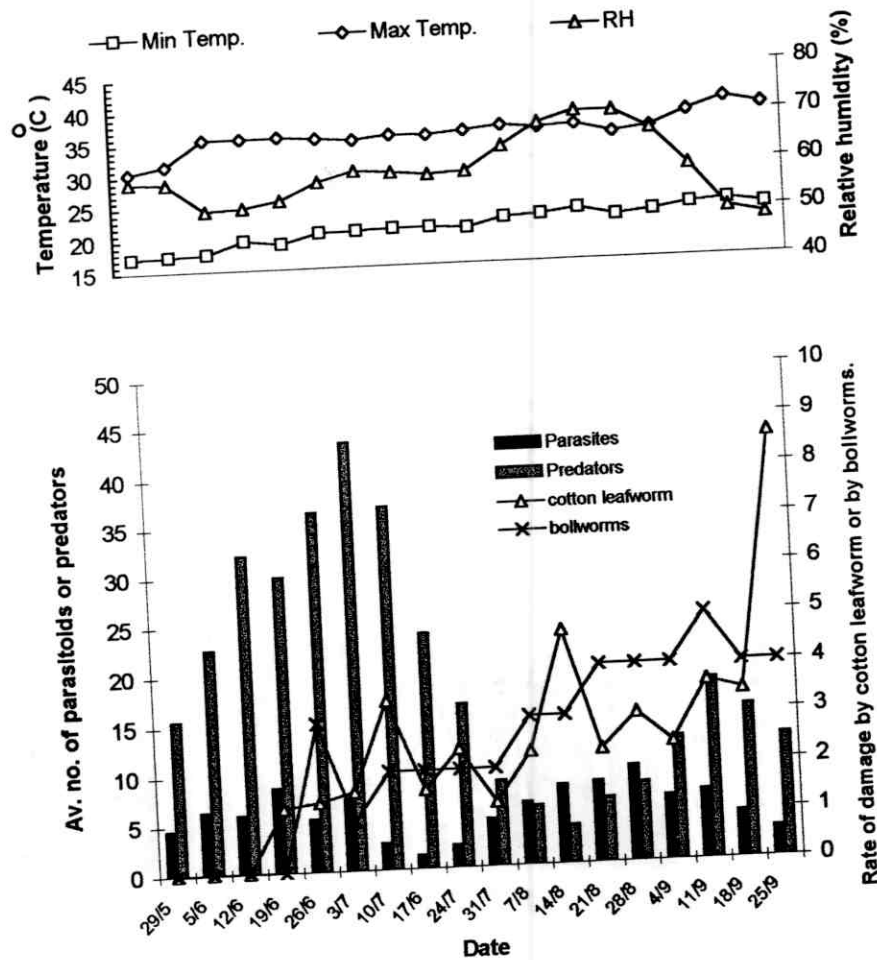 Min Temp. Max Temp. RH
Temperature (C)
O
45
40
35
30
25
20
15
Relative humidity (%)
80
70
60
50
40
Av. no. of parasitoids or predators
50
45
40
35
30
25
20
15
10
5
0
Parasites
Predators
cotton leafworm
bollworms
Rate of damage by cotton leafworm or by bollworms.
10
9
8
7
6
5
4
3
2
1
0
29/5 5/6 12/6 19/6 26/6 3/7 10/7 17/6 24/7 31/7 7/8 14/8 21/8 28/8 4/9 11/9 18/9 25/9
Date